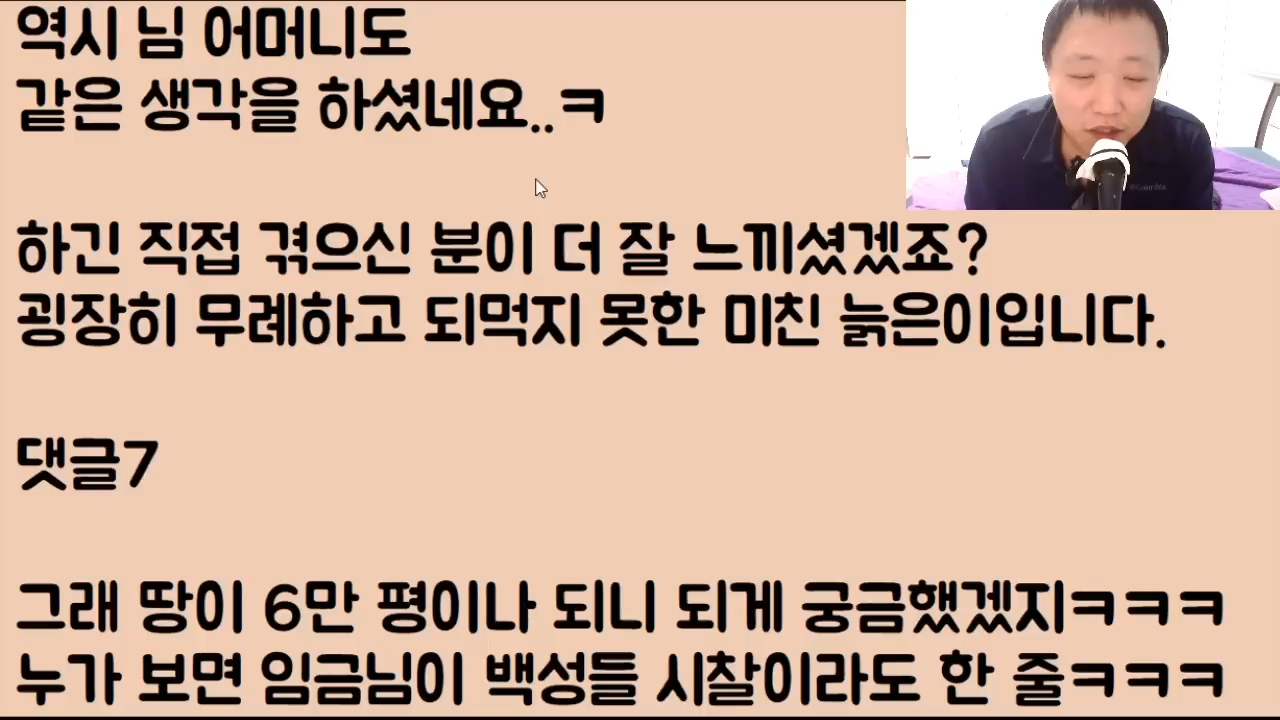 역시 님 어머니도
같은 생각을 하셨네요..ㅋ
하긴 직접 겪으신 분이 더 잘 느끼셨겠죠?
굉장히 무례하고 되먹지 못한 미친 늙은이입니다.
댓글7
그래 땅이 6만 평이나 되니 되게 궁금했겠지ㅋㅋㅋ
누가 보면 임금님이 백성들 시찰이라도 한 줄ㅋㅋㅋ